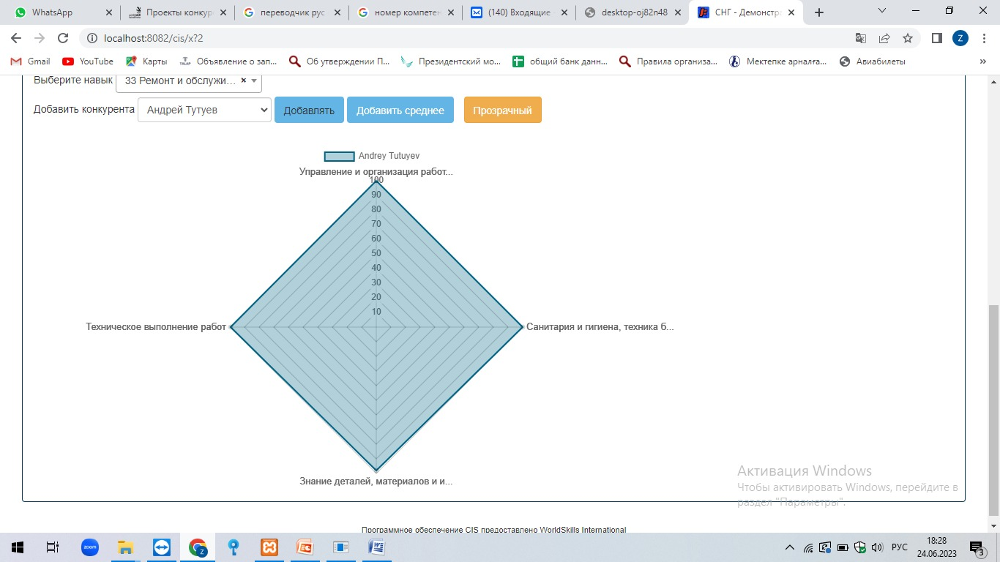 WhatsApp
Проекты конкур
переводчик рус
номер компетен
(140) Входящие
desktop-oj82n48
СНГ - Демонстра
localhost:8082/cis/x?2
Z
Gmail
YouTube
Карты
TALAP
Объявление о зап...
Об утверждении П...
Президентский мо...
общий банк данн...
Правила организа...
Мектепке арналға...
Авиабилеты
»
Выберите навык
33 Ремонт и обслужи... ×
Добавить конкурента
Андрей Тутуев
Добавлять
Добавить среднее
Прозрачный
Andrey Tutuyev
Управление и организация работ...
100
90
80
70
60
50
40
30
20
10
Техническое выполнение работ
Санитария и гигиена, техника б...
Знание деталей, материалов и и...
Активация Windows
Чтобы активировать Windows, перейдите в
раздел "Параметры".
Программное обеспечение CIS предоставлено WorldSkills International
zoom
Z
РУС
18:28
24.06.2023
3